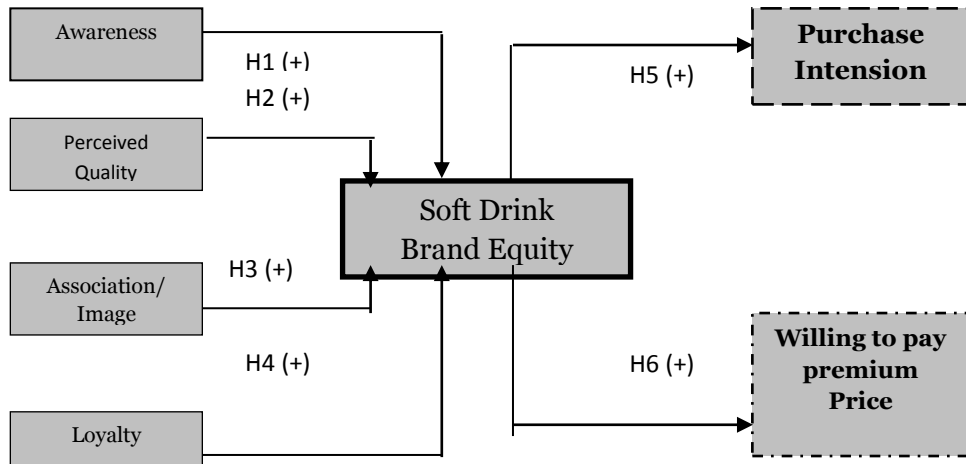 Awareness
H1 (+)
H2 (+)
Perceived
Quality
Association/
Image
H3 (+)
H4 (+)
Loyalty
Soft Drink
Brand Equity
H5 (+)
Purchase
Intension
H6 (+)
Willing to pay
premium
Price